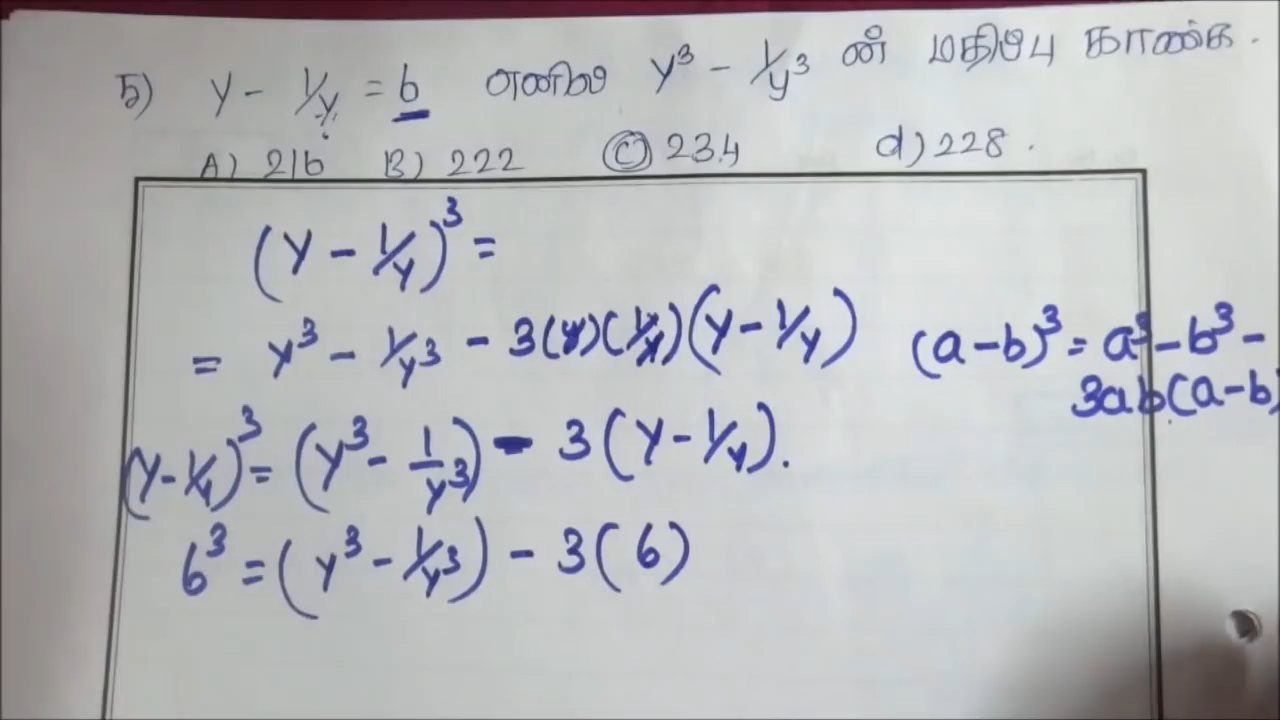 5) y - 1/y = 6 எனில் y³ - 1/y³ ன் மதிப்பு காண்க.
A) 216 B) 222 C) 234 d) 228.
(y - 1/y)³ =
= y³ - 1/y³ - 3(y)(1/y)(y - 1/y)
(a-b)³ = a³ - b³ -
3ab(a-b)
(y - 1/y)³ = (y³ - 1/y³) - 3(y - 1/y).
6³ = (y³ - 1/y³) - 3(6)